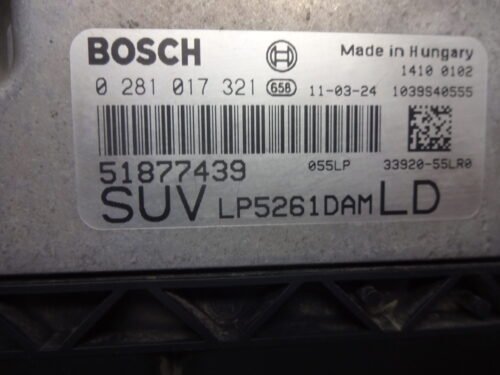 BOSCH Made in Hungary
1410 0102
0 281 017 321 658 11-03-24 1039S40555
51877439 055LP 33920-55LR0
SUV LP5261DAM LD